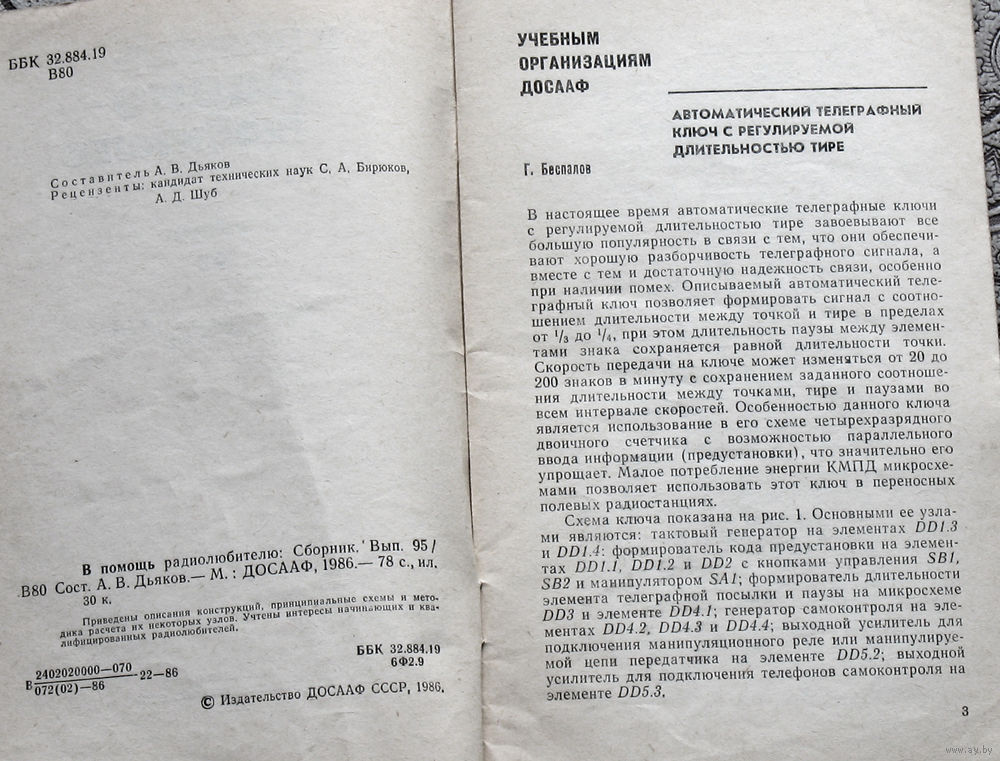 ББК 32.884.19
В80
Составитель А. В. Дьяков
Рецензенты: кандидат технических наук С. А. Бирюков,
А. Д. Шуб
В помощь радиолюбителю: Сборник. Вып. 95/
В80 Сост. А. В. Дьяков.— М.: ДОСААФ, 1986.— 78 с., ил.
30 к.
Приведены описания конструкций, принципиальные схемы и мето-
дика расчета их некоторых узлов. Учтены интересы начинающих и ква-
лифицированных радиолюбителей.
В 2402020000—070
072(02)—86 —22—86
ББК 32.884.19
6Ф2.9
© Издательство ДОСААФ СССР, 1986.
УЧЕБНЫМ
ОРГАНИЗАЦИЯМ
ДОСААФ
АВТОМАТИЧЕСКИЙ ТЕЛЕГРАФНЫЙ
КЛЮЧ С РЕГУЛИРУЕМОЙ
ДЛИТЕЛЬНОСТЬЮ ТИРЕ
Г. Беспалов
В настоящее время автоматические телеграфные ключи
с регулируемой длительностью тире завоевывают все
большую популярность в связи с тем, что они обеспечи-
вают хорошую разборчивость телеграфного сигнала, а
вместе с тем и достаточную надежность связи, особенно
при наличии помех. Описываемый автоматический теле-
графный ключ позволяет формировать сигнал с соотно-
шением длительности между точкой и тире в пределах
от 1/3 до 1/4, при этом длительность паузы между элемен-
тами знака сохраняется равной длительности точки.
Скорость передачи на ключе может изменяться от 20 до
200 знаков в минуту с сохранением заданного соотноше-
ния длительности между точками, тире и паузами во
всем интервале скоростей. Особенностью данного ключа
является использование в его схеме четырехразрядного
двоичного счетчика с возможностью параллельного
ввода информации (предустановки), что значительно его
упрощает. Малое потребление энергии КМПД микросхе-
мами позволяет использовать этот ключ в переносных
полевых радиостанциях.
Схема ключа показана на рис. 1. Основными ее узла-
ми являются: тактовый генератор на элементах DD1.3
и DD1.4: формирователь кода предустановки на элемен-
тах DD1.1, DD1.2 и DD2 с кнопками управления SB1,
SB2 и манипулятором SA1; формирователь длительности
элемента телеграфной посылки и паузы на микросхеме
DD3 и элементе DD4.1; генератор самоконтроля на эле-
ментах DD4.2, DD4.3 и DD4.4; выходной усилитель для
подключения манипуляционного реле или манипулируе-
мой цепи передатчика на элементе DD5.2; выходной
усилитель для подключения телефонов самоконтроля на
элементе DD5.3.
3
www.ay.by